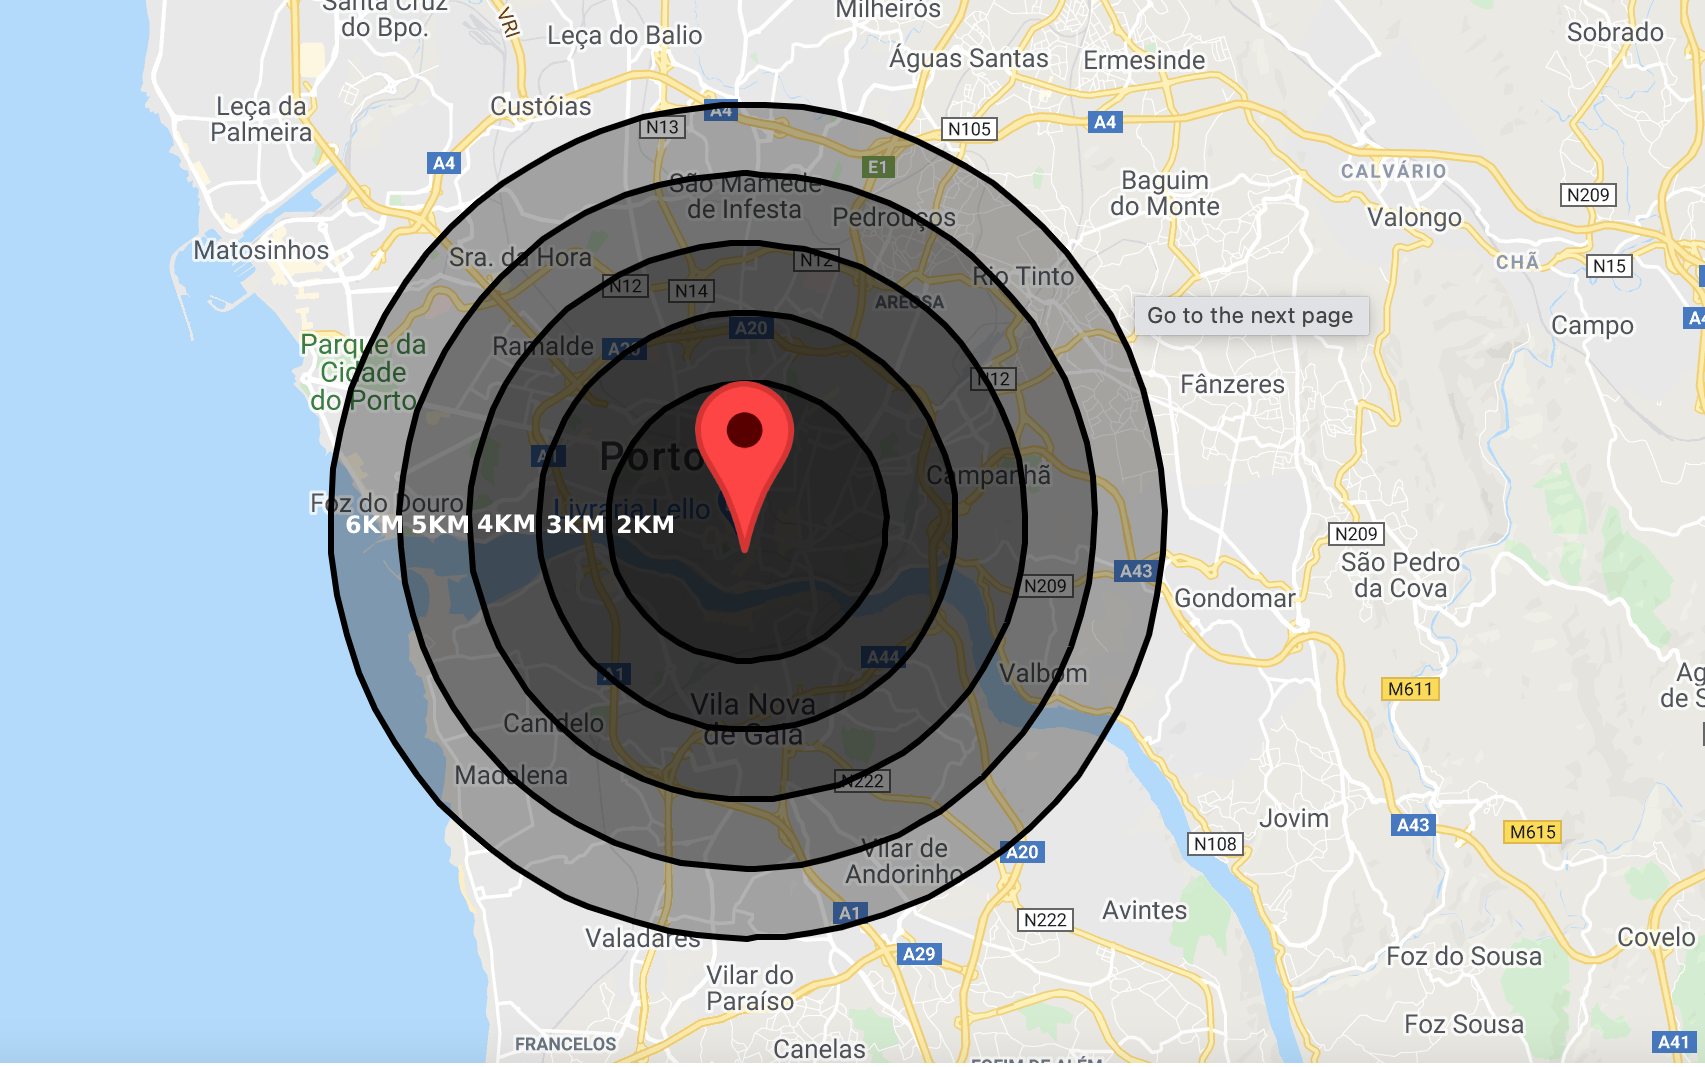 Santa Cruz
do Bpo.
VRI
Leça do Balio
Milheirós
Águas Santas
Ermesinde
Sobrado
Leça da
Palmeira
Custóias
A4
N13
N105
A4
A4
E1
CALVÁRIO
São Mamede
de Infesta
Pedrouços
Baguim
do Monte
N209
Valongo
Matosinhos
Sra. da Hora
N12
CHÃ
N15
Rio Tinto
N12
N14
AREOSA
Go to the next page
A20
Campo
Parque da
Cidade
do Porto
Ramalde
A20
N12
Fânzeres
Porto
A1
Campanhã
Foz do Douro
Livraria Lello
6KM
5KM
4KM
3KM
2KM
N209
São Pedro
da Cova
A43
N209
Gondomar
A44
A1
Valbom
M611
Vila Nova
de Gaia
Canidelo
Madalena
N222
Jovim
A43
M615
N108
Vilar de
Andorinho
A20
A1
N222
Avintes
Valadares
A29
Covelo
Foz do Sousa
Vilar do
Paraíso
Foz Sousa
FRANCELOS
Canelas
A41